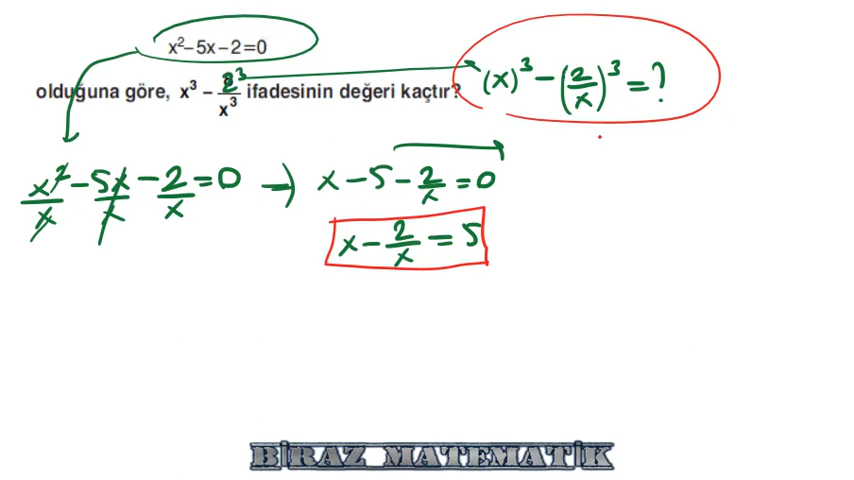 x²–5x–2=0
olduğuna göre, x³ – 2³/x³ ifadesinin değeri kaçtır?
(x)³ – (2/x)³ = ?
x²/x – 5x/x – 2/x = 0 → x – 5 – 2/x = 0
x – 2/x = 5
BİRAZ MATEMATİK